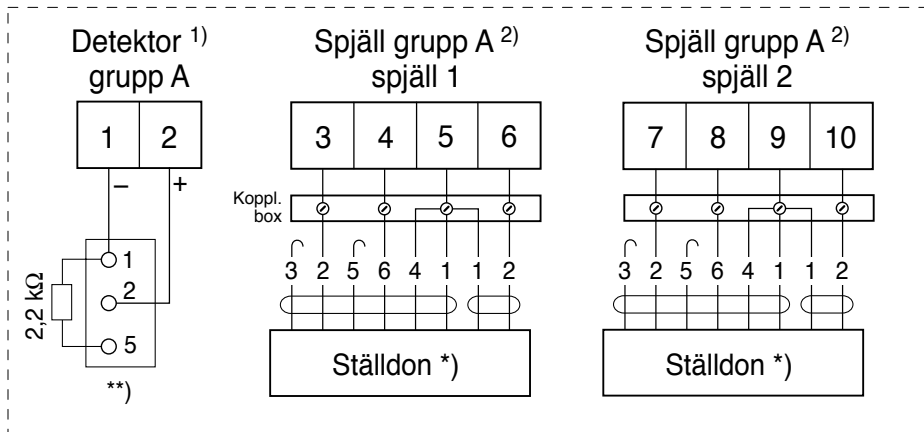 Detektor 1)
grupp A
Spjäll grupp A 2)
spjäll 1
Spjäll grupp A 2)
spjäll 2
1 2
3 4 5 6
7 8 9 10
– +
Koppl.
box
1
2
5
2,2 kΩ
**)
3 2 5 6 4 1 1 2
Ställdon *)
3 2 5 6 4 1 1 2
Ställdon *)